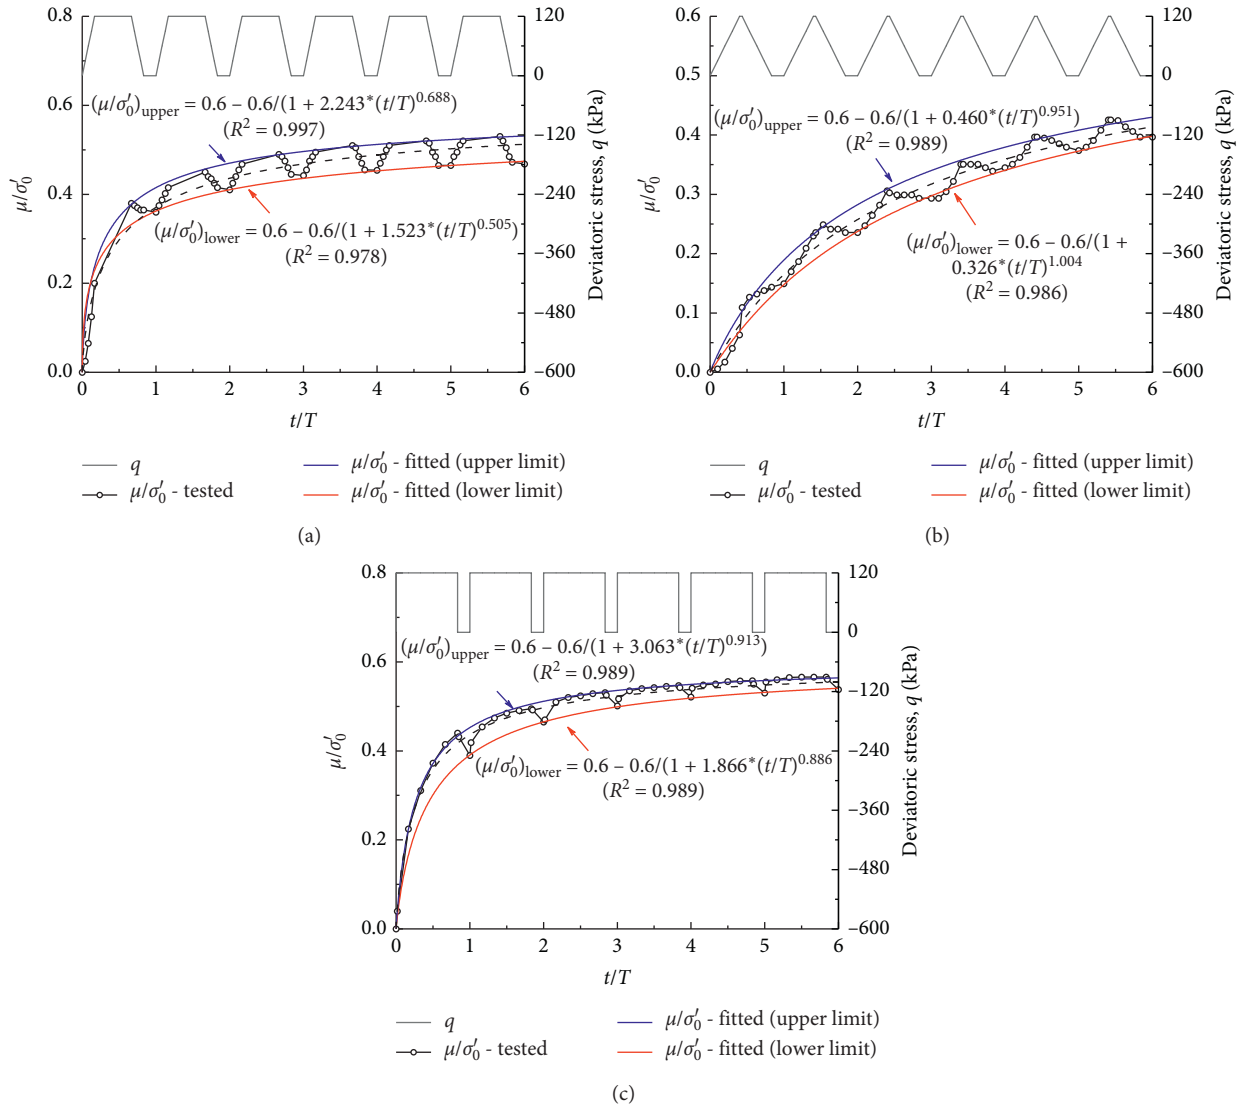 0.8
0.6
0.4
0.2
0.0
μ/σ′0
120
0
−120
−240
−360
−480
−600
Deviatoric stress, q (kPa)
(μ/σ′0)upper = 0.6 – 0.6/(1 + 2.243*(t/T)0.688)
(R2 = 0.997)
(μ/σ′0)lower = 0.6 – 0.6/(1 + 1.523*(t/T)0.505)
(R2 = 0.978)
0 1 2 3 4 5 6
t/T
q
μ/σ′0 - tested
μ/σ′0 - fitted (upper limit)
μ/σ′0 - fitted (lower limit)
(a)
0.6
0.5
0.4
0.3
0.2
0.1
0.0
μ/σ′0
120
0
−120
−240
−360
−480
−600
Deviatoric stress, q (kPa)
(μ/σ′0)upper = 0.6 – 0.6/(1 + 0.460*(t/T)0.951)
(R2 = 0.989)
(μ/σ′0)lower = 0.6 – 0.6/(1 +
0.326*(t/T)1.004
(R2 = 0.986)
0 1 2 3 4 5 6
t/T
q
μ/σ′0 - tested
μ/σ′0 - fitted (upper limit)
μ/σ′0 - fitted (lower limit)
(b)
0.8
0.6
0.4
0.2
0.0
μ/σ′0
120
0
−120
−240
−360
−480
−600
Deviatoric stress, q (kPa)
(μ/σ′0)upper = 0.6 – 0.6/(1 + 3.063*(t/T)0.913)
(R2 = 0.989)
(μ/σ′0)lower = 0.6 – 0.6/(1 + 1.866*(t/T)0.886
(R2 = 0.989)
0 1 2 3 4 5 6
t/T
q
μ/σ′0 - tested
μ/σ′0 - fitted (upper limit)
μ/σ′0 - fitted (lower limit)
(c)